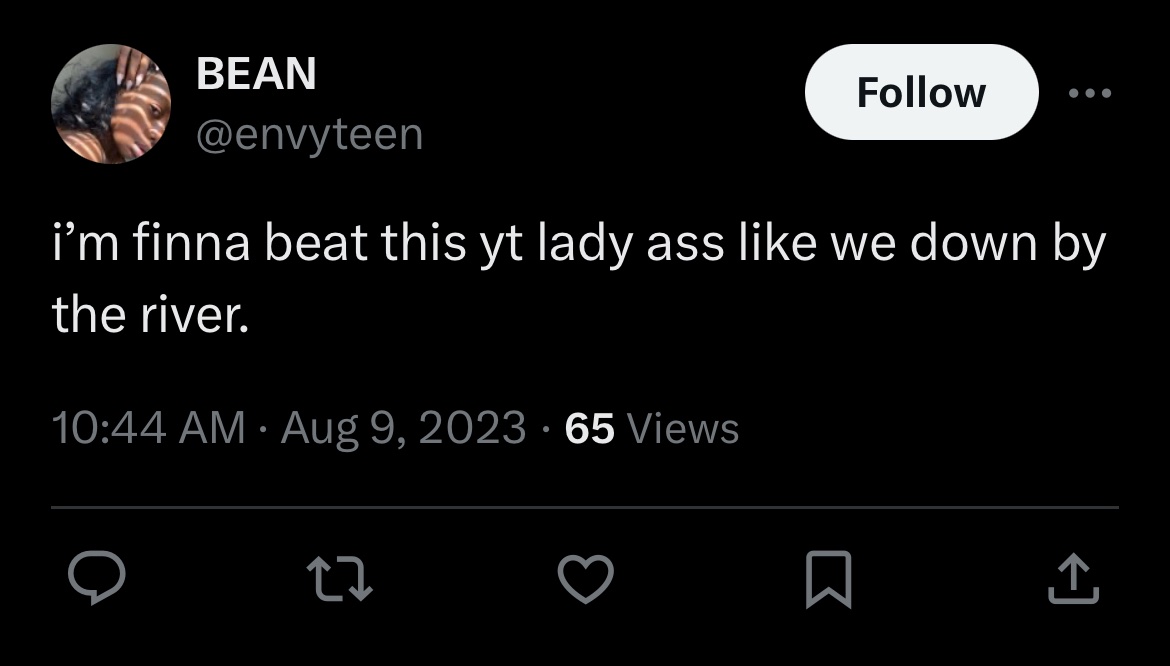 BEAN
@envyteen
Follow
i’m finna beat this yt lady ass like we down by
the river.
10:44 AM · Aug 9, 2023 · 65 Views